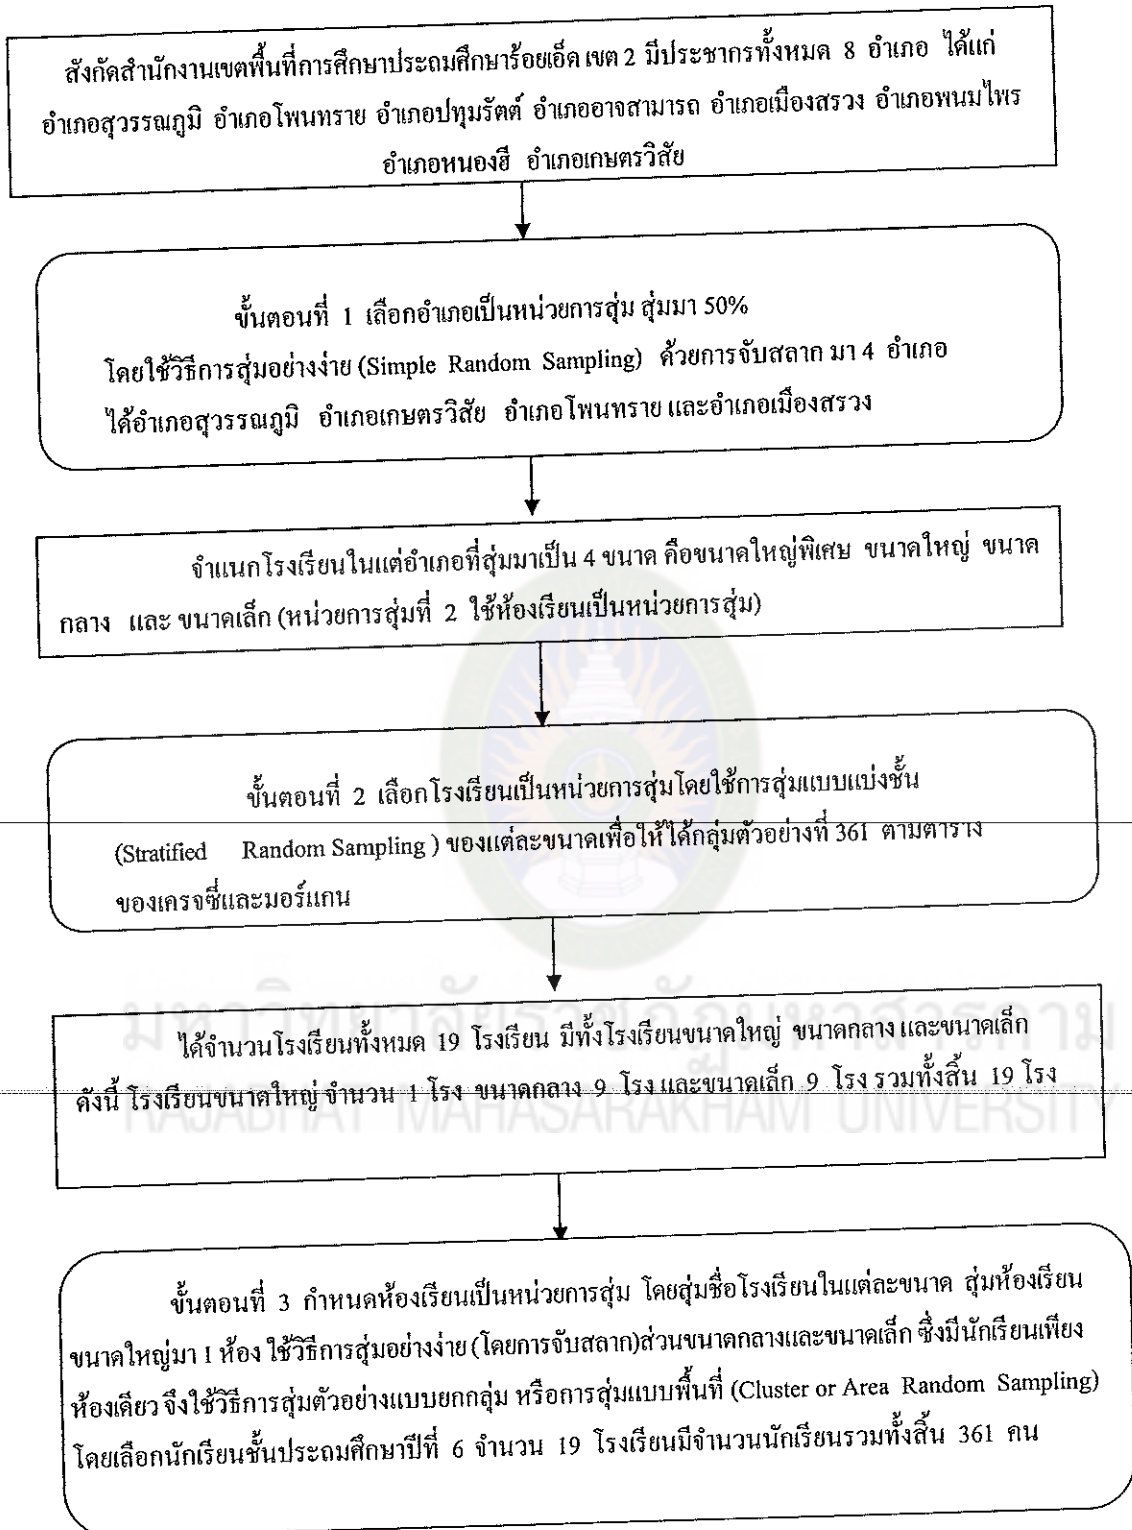 สังกัดสำนักงานเขตพื้นที่การศึกษาประถมศึกษาร้อยเอ็ด เขต 2 มีประชากรทั้งหมด 8 อำเภอ ได้แก่
อำเภอสุวรรณภูมิ อำเภอโพนทราย อำเภอปทุมรัตต์ อำเภออาจสามารถ อำเภอเมืองสรวง อำเภอพนมไพร
อำเภอหนองฮี อำเภอเกษตรวิสัย
ขั้นตอนที่ 1 เลือกอำเภอเป็นหน่วยการสุ่ม สุ่มมา 50%
โดยใช้วิธีการสุ่มอย่างง่าย (Simple Random Sampling) ด้วยการจับสลาก มา 4 อำเภอ
ได้อำเภอสุวรรณภูมิ อำเภอเกษตรวิสัย อำเภอโพนทราย และอำเภอเมืองสรวง
จำแนกโรงเรียนในแต่อำเภอที่สุ่มมาเป็น 4 ขนาด คือขนาดใหญ่พิเศษ ขนาดใหญ่ ขนาด
กลาง และ ขนาดเล็ก (หน่วยการสุ่มที่ 2 ใช้ห้องเรียนเป็นหน่วยการสุ่ม)
ขั้นตอนที่ 2 เลือกโรงเรียนเป็นหน่วยการสุ่มโดยใช้การสุ่มแบบแบ่งชั้น
(Stratified Random Sampling ) ของแต่ละขนาดเพื่อให้ได้กลุ่มตัวอย่างที่ 361 ตามตาราง
ของเครจซี่และมอร์แกน
มหาวิทยาลัยราชภัฏมหาสารคาม
ได้จำนวนโรงเรียนทั้งหมด 19 โรงเรียน มีทั้งโรงเรียนขนาดใหญ่ ขนาดกลาง และขนาดเล็ก
ดังนี้ โรงเรียนขนาดใหญ่ จำนวน 1 โรง ขนาดกลาง 9 โรง และขนาดเล็ก 9 โรง รวมทั้งสิ้น 19 โรง
RAJABHAT MAHASARAKHAM UNIVERSITY
ขั้นตอนที่ 3 กำหนดห้องเรียนเป็นหน่วยการสุ่ม โดยสุ่มชื่อโรงเรียนในแต่ละขนาด สุ่มห้องเรียน
ขนาดใหญ่มา 1 ห้อง ใช้วิธีการสุ่มอย่างง่าย (โดยการจับสลาก)ส่วนขนาดกลางและขนาดเล็ก ซึ่งมีนักเรียนเพียง
ห้องเดียว จึงใช้วิธีการสุ่มตัวอย่างแบบยกกลุ่ม หรือการสุ่มแบบพื้นที่ (Cluster or Area Random Sampling)
โดยเลือกนักเรียนชั้นประถมศึกษาปีที่ 6 จำนวน 19 โรงเรียนมีจำนวนนักเรียนรวมทั้งสิ้น 361 คน